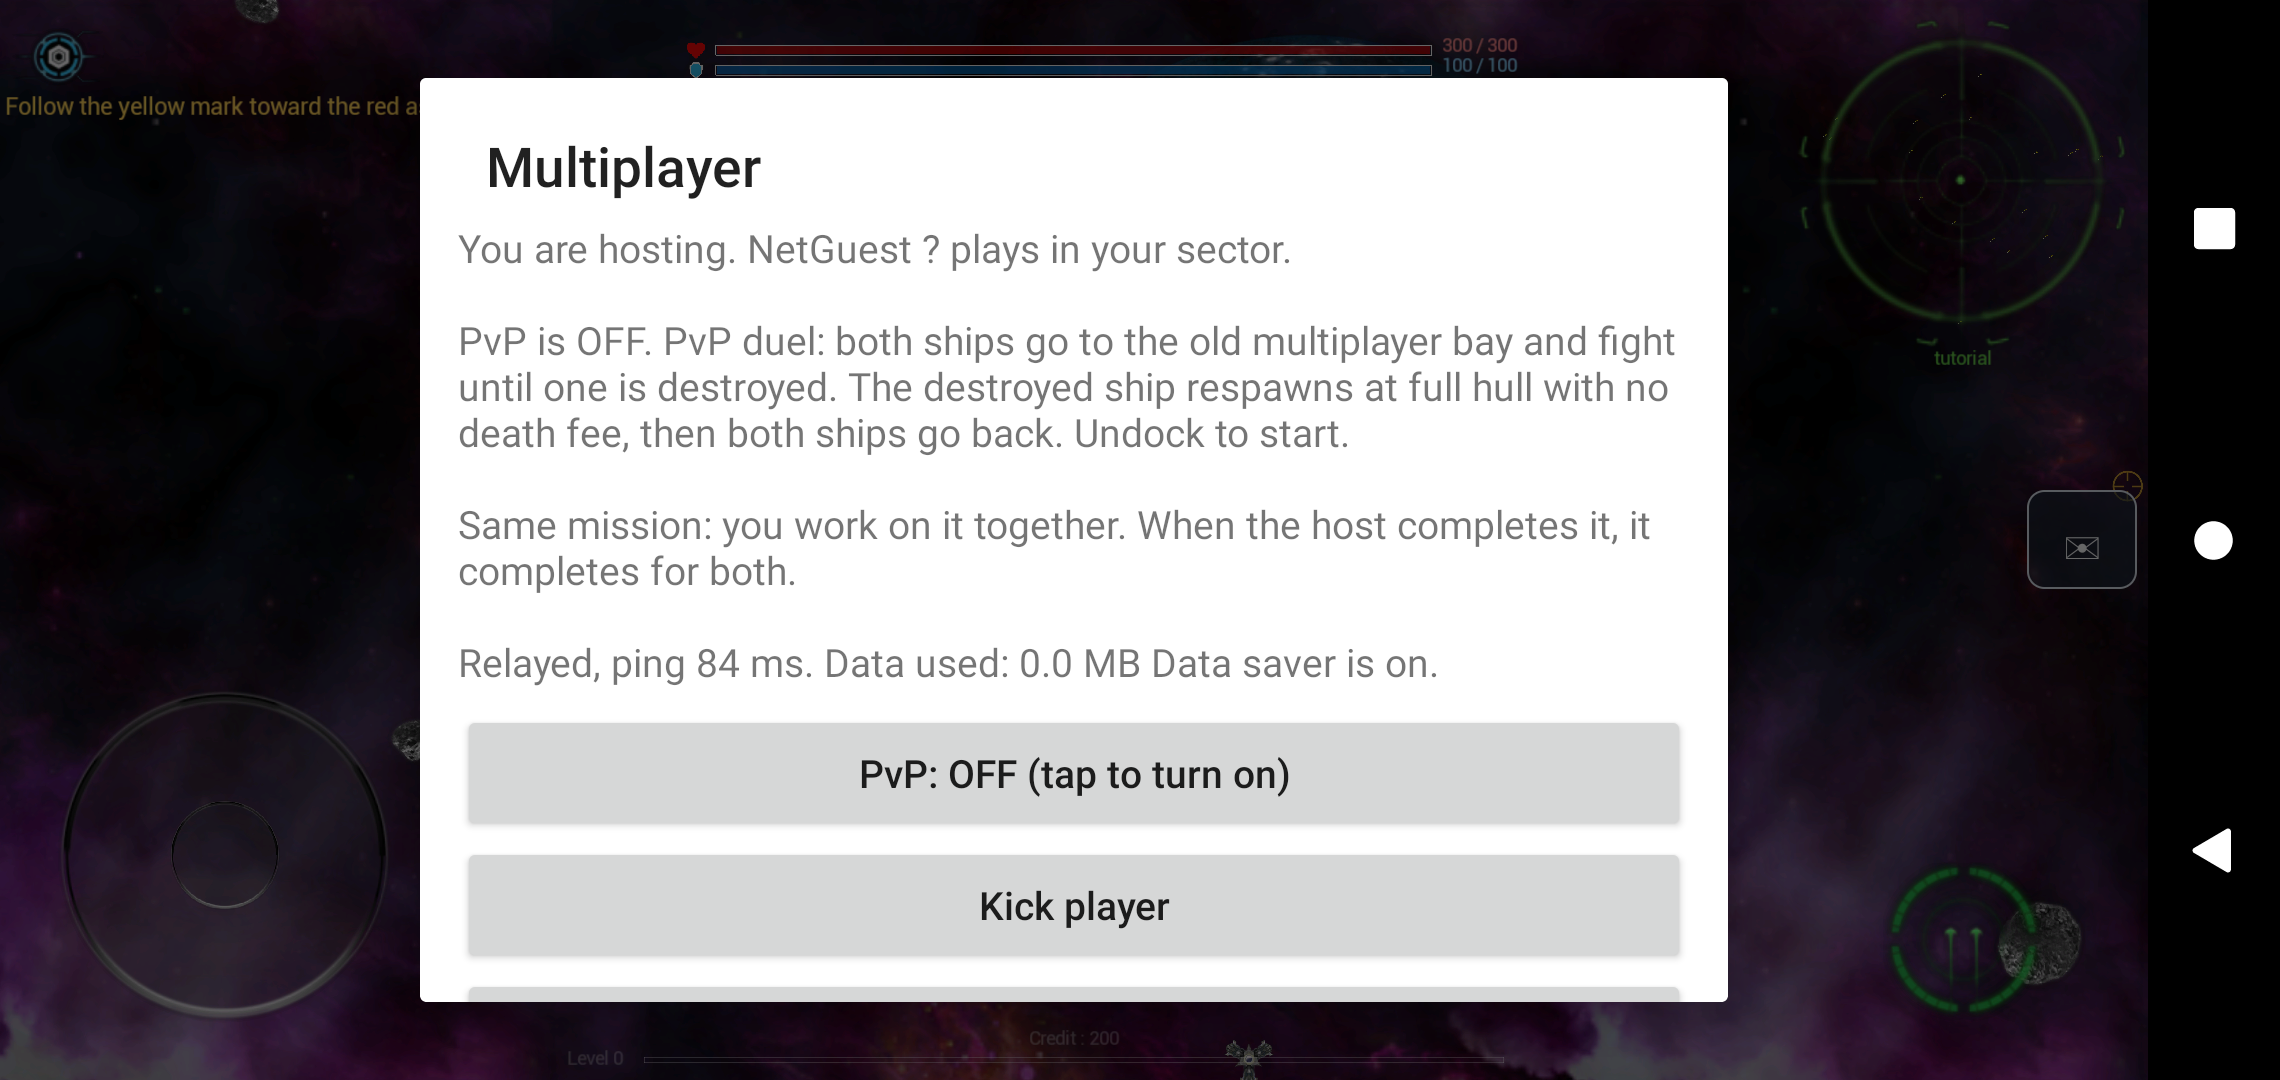 300 / 300
100 / 100
Follow the yellow mark toward the red a
Multiplayer
You are hosting. NetGuest ? plays in your sector.
PvP is OFF. PvP duel: both ships go to the old multiplayer bay and fight
until one is destroyed. The destroyed ship respawns at full hull with no
death fee, then both ships go back. Undock to start.
Same mission: you work on it together. When the host completes it, it
completes for both.
Relayed, ping 84 ms. Data used: 0.0 MB Data saver is on.
PvP: OFF (tap to turn on)
Kick player
tutorial
Credit : 200
Level 0